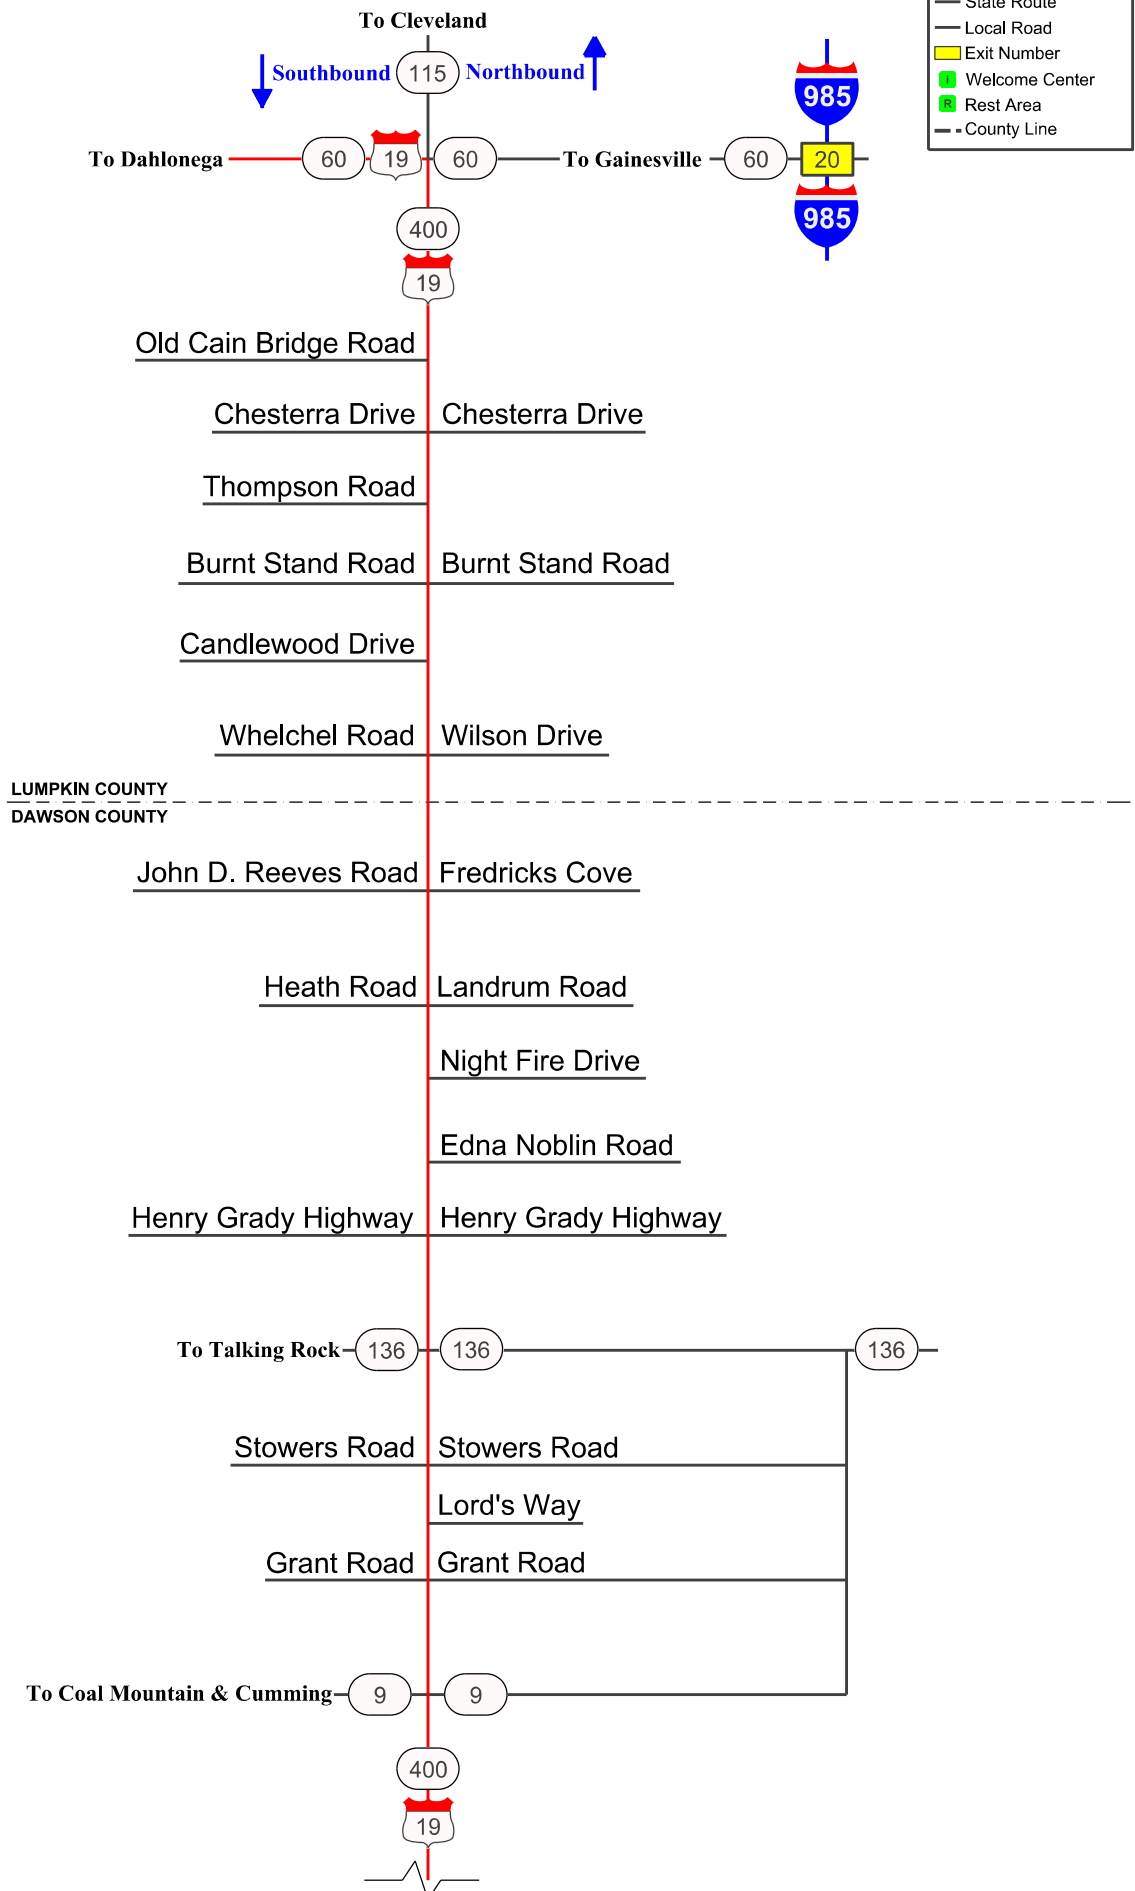 State Route
To Cleveland
Local Road
Exit Number
Southbound 115 Northbound
i Welcome Center
985
R Rest Area
County Line
To Dahlonega 60 19 60 To Gainesville 60 20
985
400
19
Old Cain Bridge Road
Chesterra Drive Chesterra Drive
Thompson Road
Burnt Stand Road Burnt Stand Road
Candlewood Drive
Whelchel Road Wilson Drive
LUMPKIN COUNTY
DAWSON COUNTY
John D. Reeves Road Fredricks Cove
Heath Road Landrum Road
Night Fire Drive
Edna Noblin Road
Henry Grady Highway Henry Grady Highway
To Talking Rock 136 136 136
Stowers Road Stowers Road
Lord's Way
Grant Road Grant Road
To Coal Mountain & Cumming 9 9
400
19